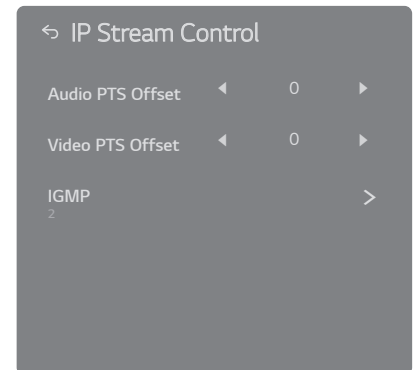 IP Stream Control
Audio PTS Offset 0
Video PTS Offset 0
IGMP
2